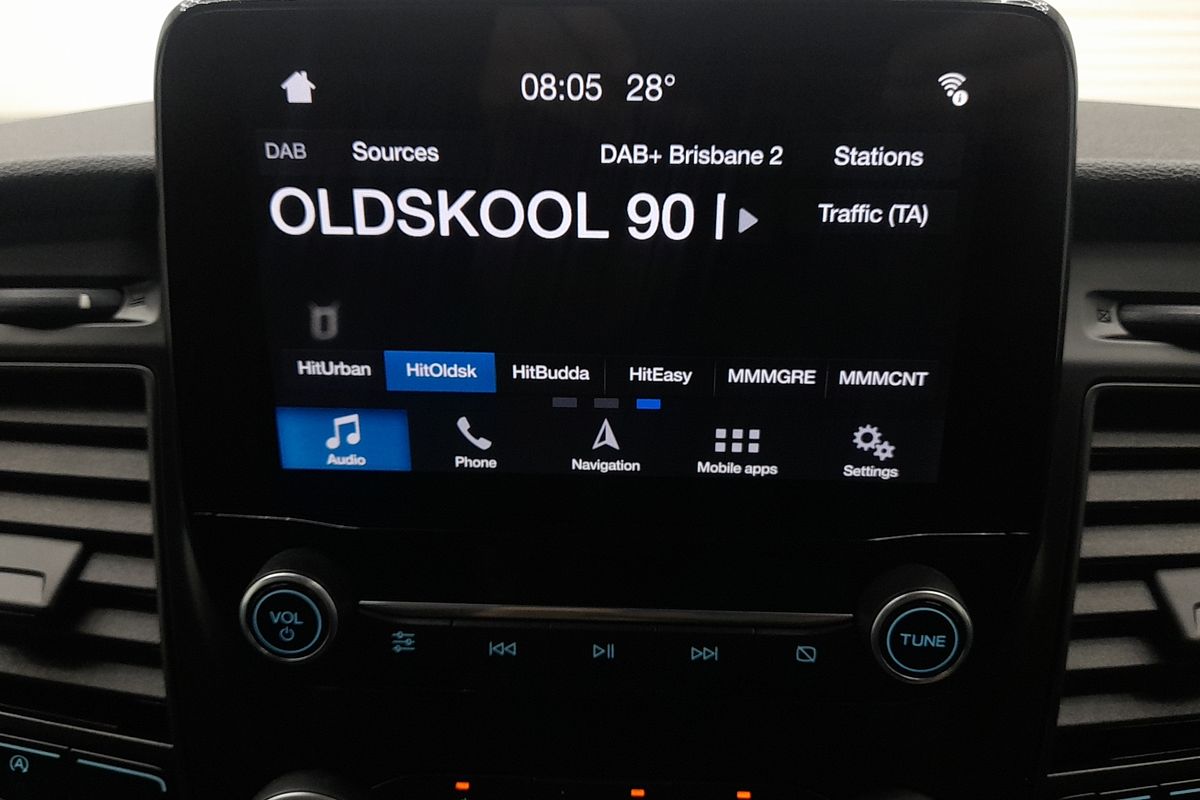 08:05 28°
DAB Sources DAB+ Brisbane 2 Stations
OLDSKOOL 90 Traffic (TA)
HitUrban HitOldsk HitBudda HitEasy MMMGRE MMMCNT
Audio Phone Navigation Mobile apps Settings
VOL TUNE
A